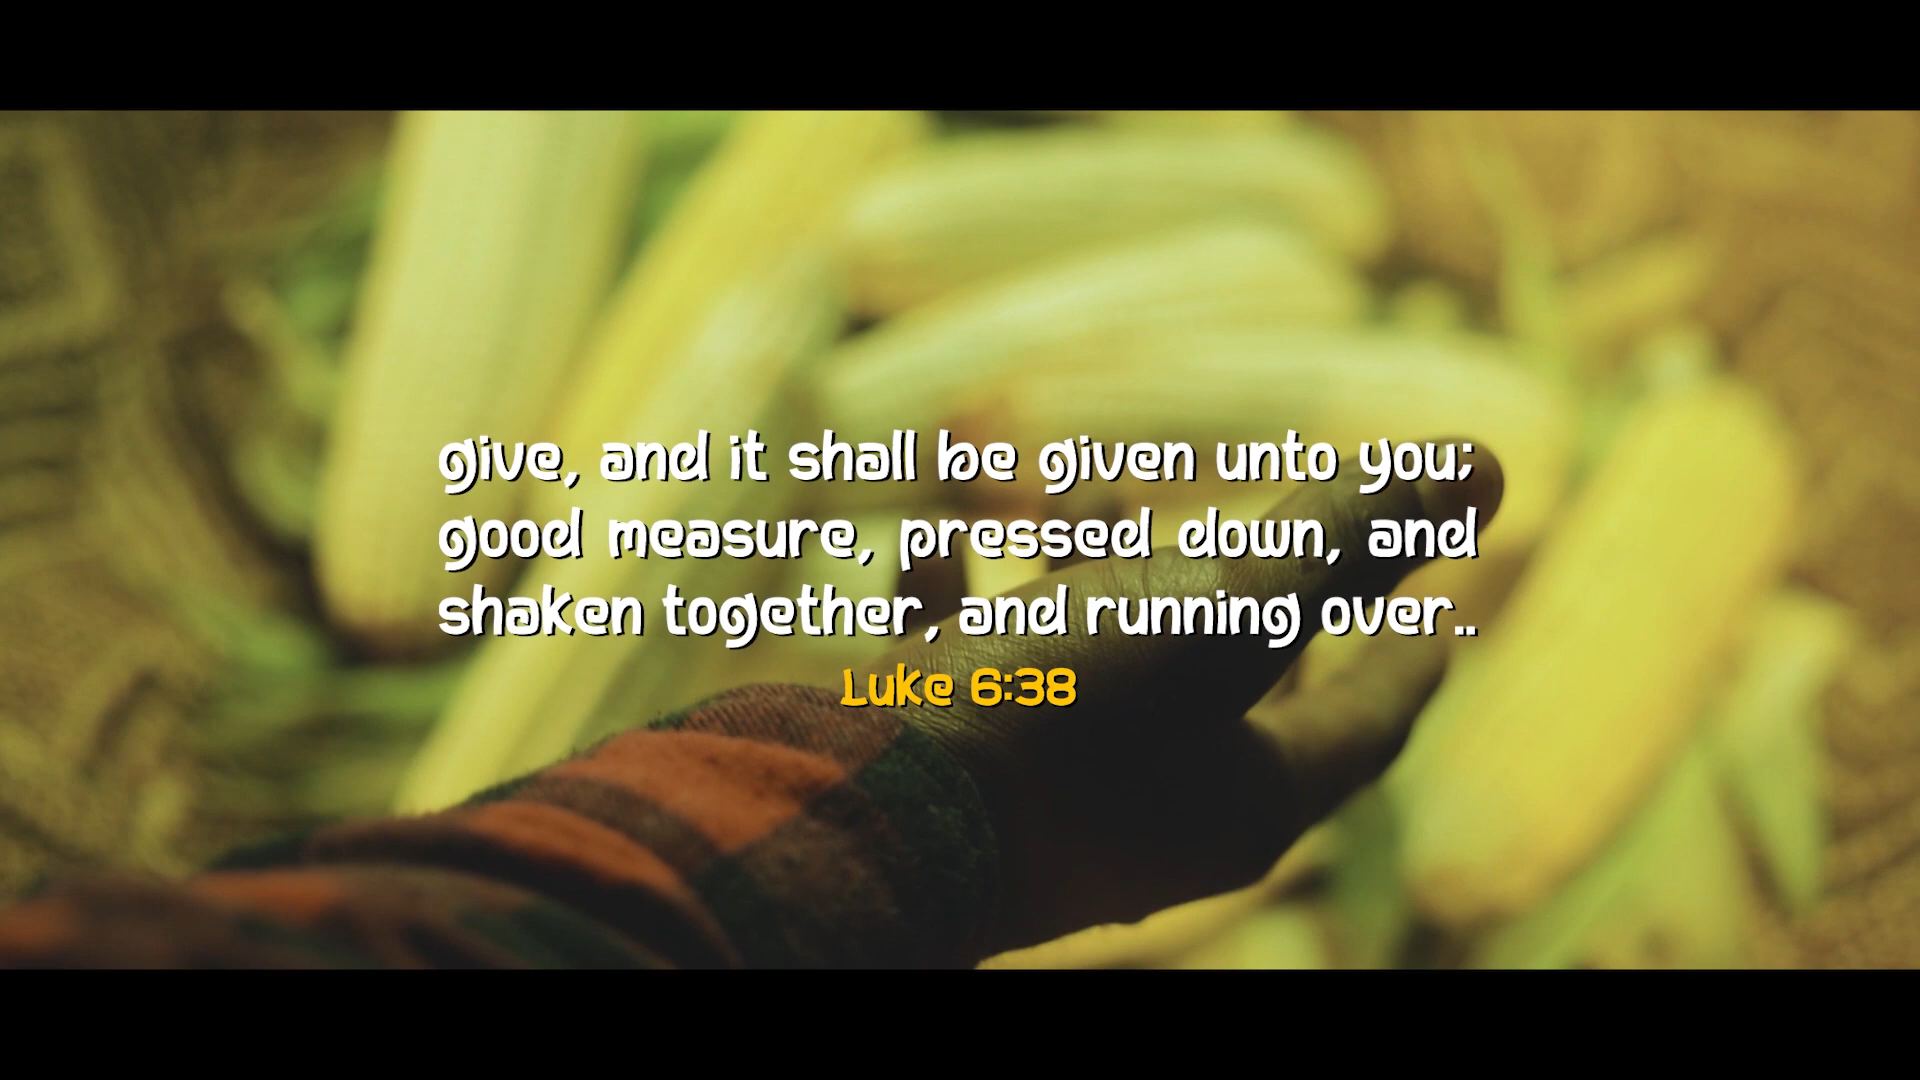 give, and it shall be given unto you;
good measure, pressed down, and
shaken together, and running over..
Luke 6:38